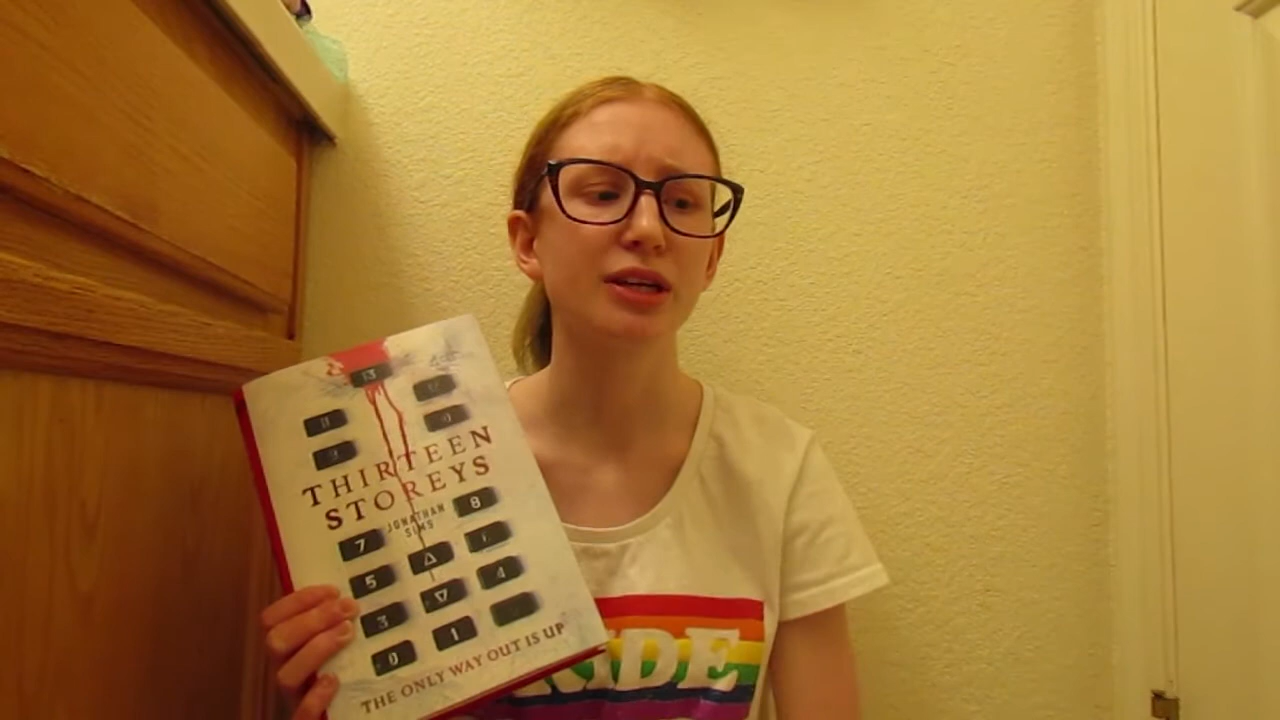 13
THIRTEEN
STOREYS
JONATHAN
SIMS
8
7
5
4
3
1
0
THE ONLY WAY OUT IS UP
IDE